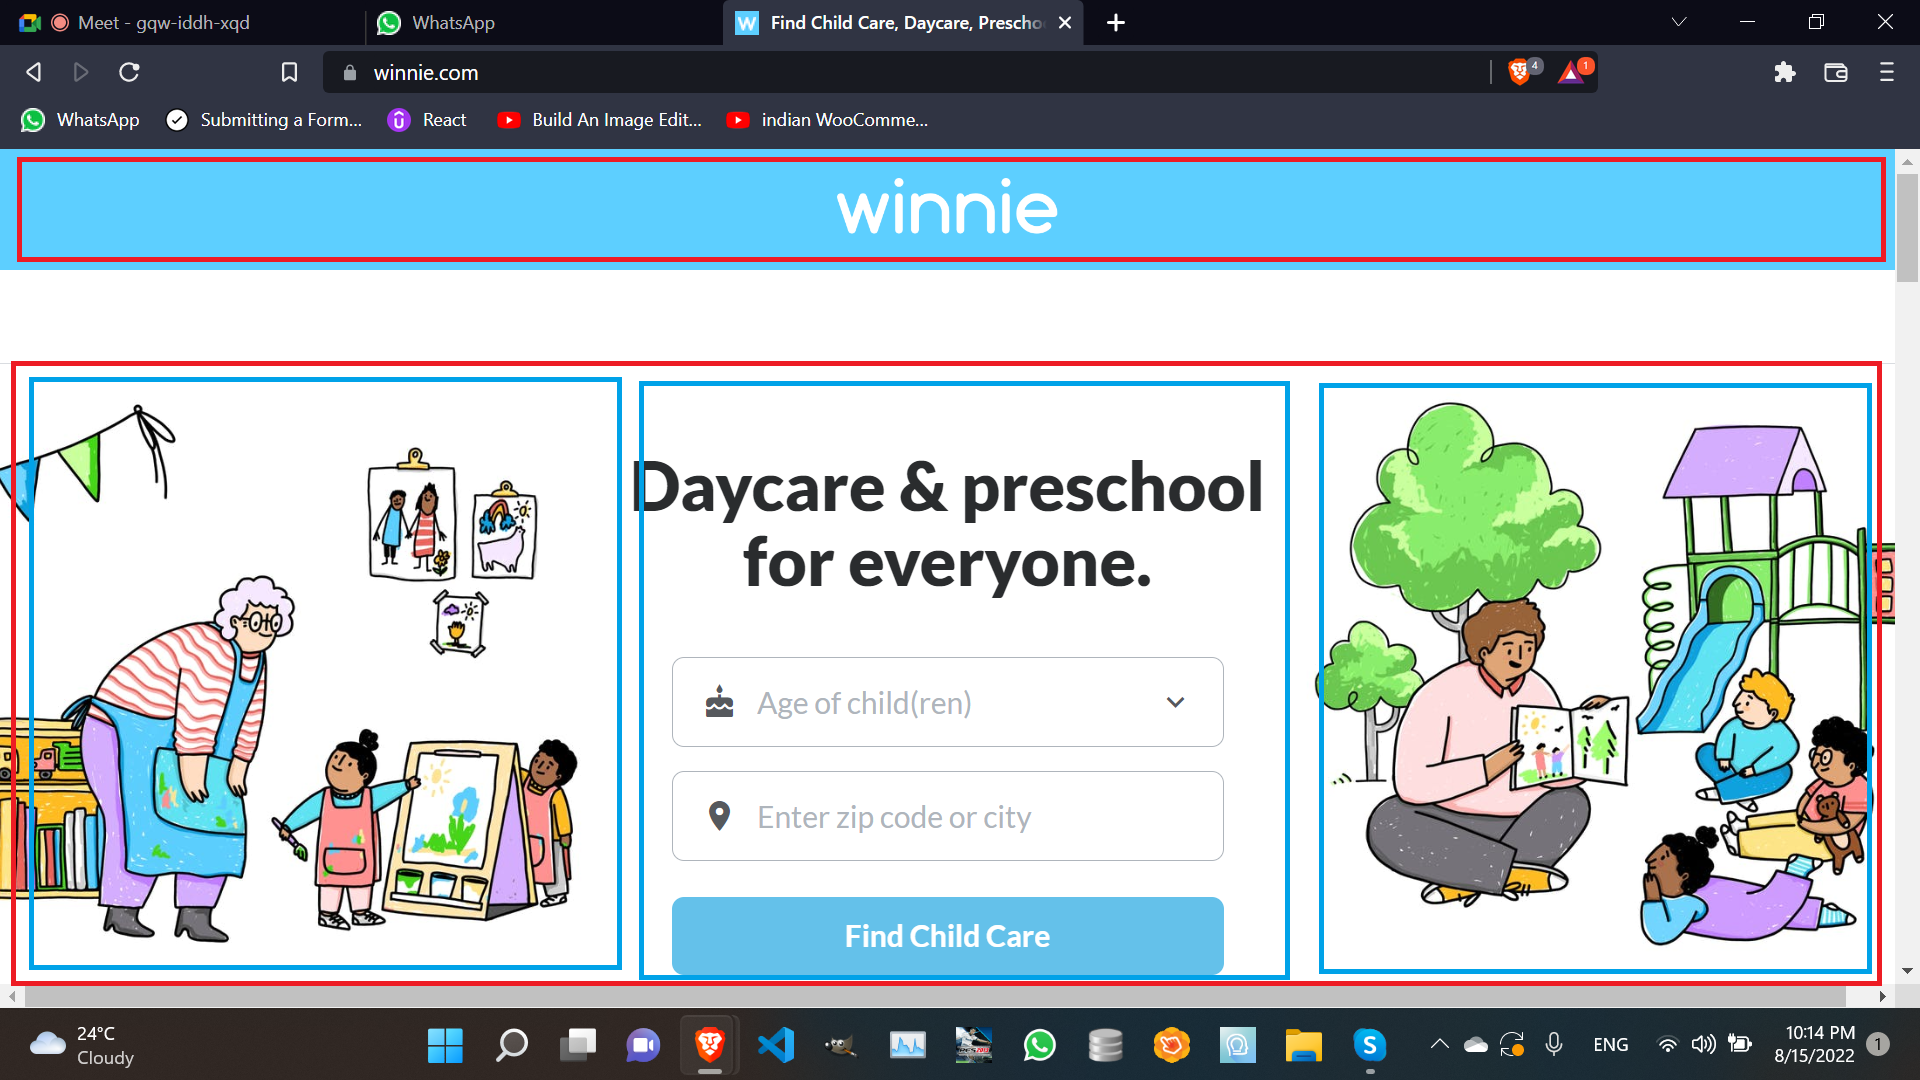 Meet - gqw-iddh-xqd
WhatsApp
Find Child Care, Daycare, Prescho
winnie.com
4
1
WhatsApp
Submitting a Form...
React
Build An Image Edit...
indian WooComme...
winnie
Daycare & preschool
for everyone.
Age of child(ren)
Enter zip code or city
Find Child Care
24°C
Cloudy
ENG
10:14 PM
8/15/2022
1